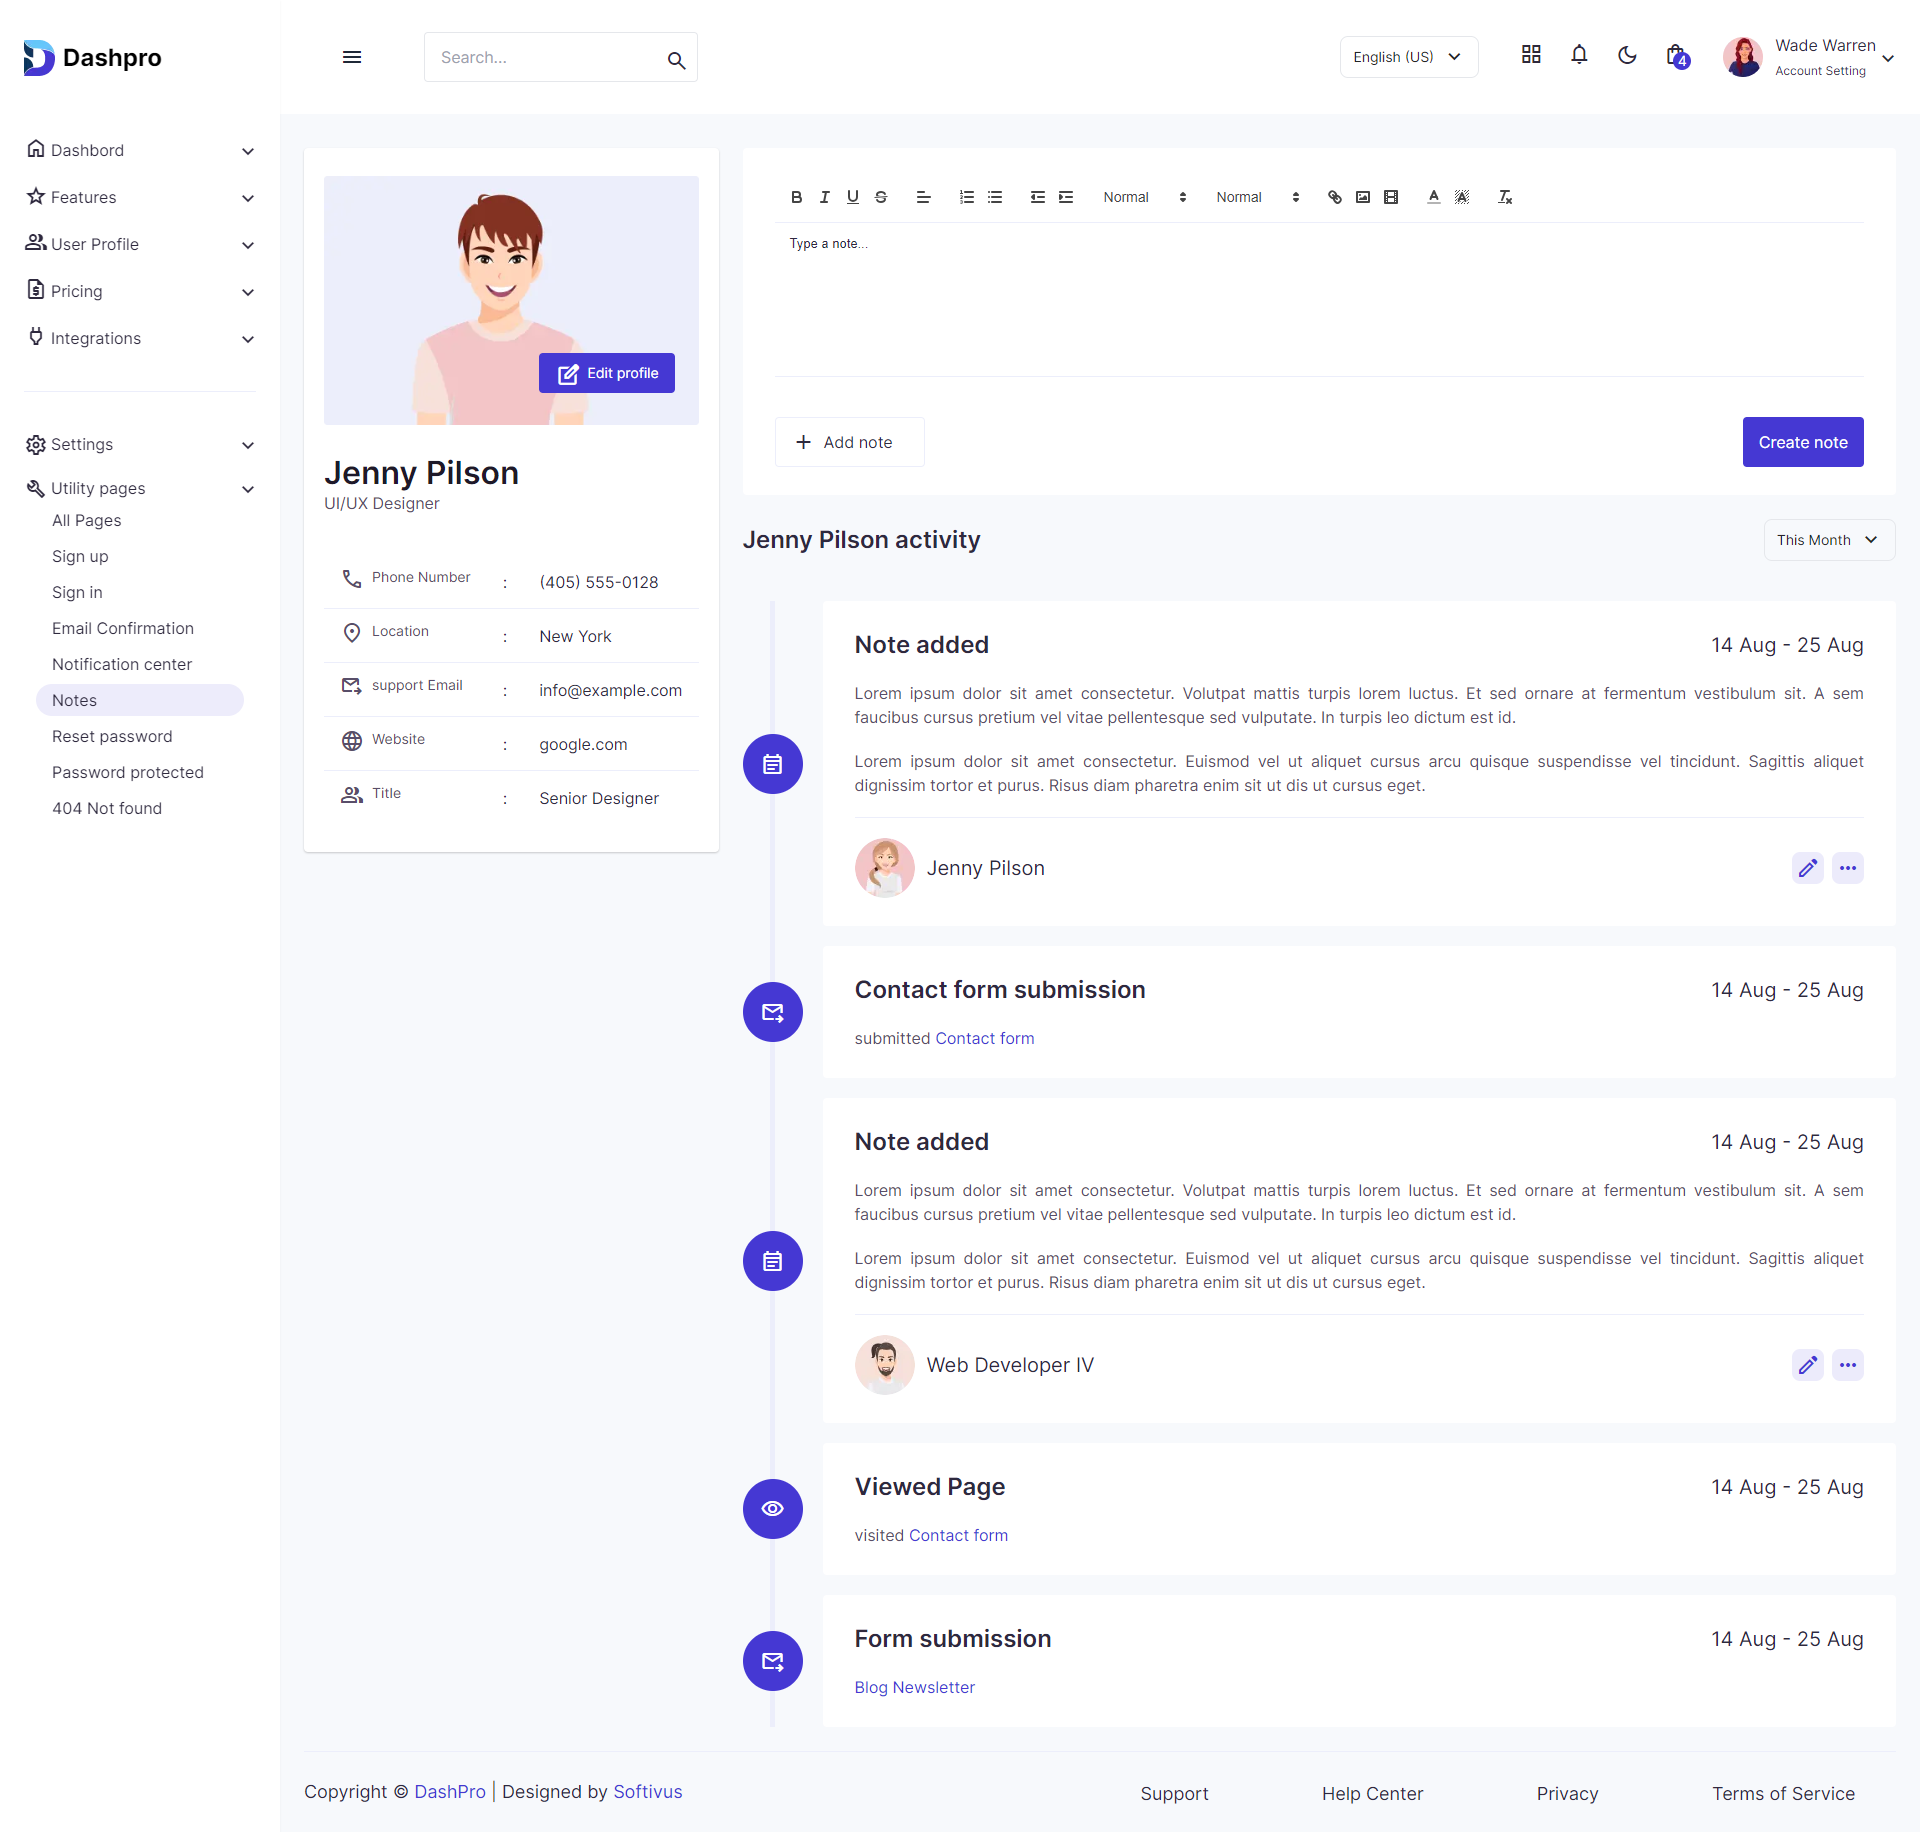 Dashpro
Search...
English (US)
4
Wade Warren
Account Setting
Dashbord
Features
User Profile
Pricing
Integrations
Settings
Utility pages
All Pages
Sign up
Sign in
Email Confirmation
Notification center
Notes
Reset password
Password protected
404 Not found
Edit profile
Jenny Pilson
UI/UX Designer
Phone Number : (405) 555-0128
Location : New York
support Email : info@example.com
Website : google.com
Title : Senior Designer
Normal Normal
Type a note...
Add note
Create note
Jenny Pilson activity
This Month
Note added
14 Aug - 25 Aug
Lorem ipsum dolor sit amet consectetur. Volutpat mattis turpis lorem luctus. Et sed ornare at fermentum vestibulum sit. A sem
faucibus cursus pretium vel vitae pellentesque sed vulputate. In turpis leo dictum est id.
Lorem ipsum dolor sit amet consectetur. Euismod vel ut aliquet cursus arcu quisque suspendisse vel tincidunt. Sagittis aliquet
dignissim tortor et purus. Risus diam pharetra enim sit ut dis ut cursus eget.
Jenny Pilson
Contact form submission
14 Aug - 25 Aug
submitted Contact form
Note added
14 Aug - 25 Aug
Lorem ipsum dolor sit amet consectetur. Volutpat mattis turpis lorem luctus. Et sed ornare at fermentum vestibulum sit. A sem
faucibus cursus pretium vel vitae pellentesque sed vulputate. In turpis leo dictum est id.
Lorem ipsum dolor sit amet consectetur. Euismod vel ut aliquet cursus arcu quisque suspendisse vel tincidunt. Sagittis aliquet
dignissim tortor et purus. Risus diam pharetra enim sit ut dis ut cursus eget.
Web Developer IV
Viewed Page
14 Aug - 25 Aug
visited Contact form
Form submission
14 Aug - 25 Aug
Blog Newsletter
Copyright © DashPro | Designed by Softivus
Support
Help Center
Privacy
Terms of Service